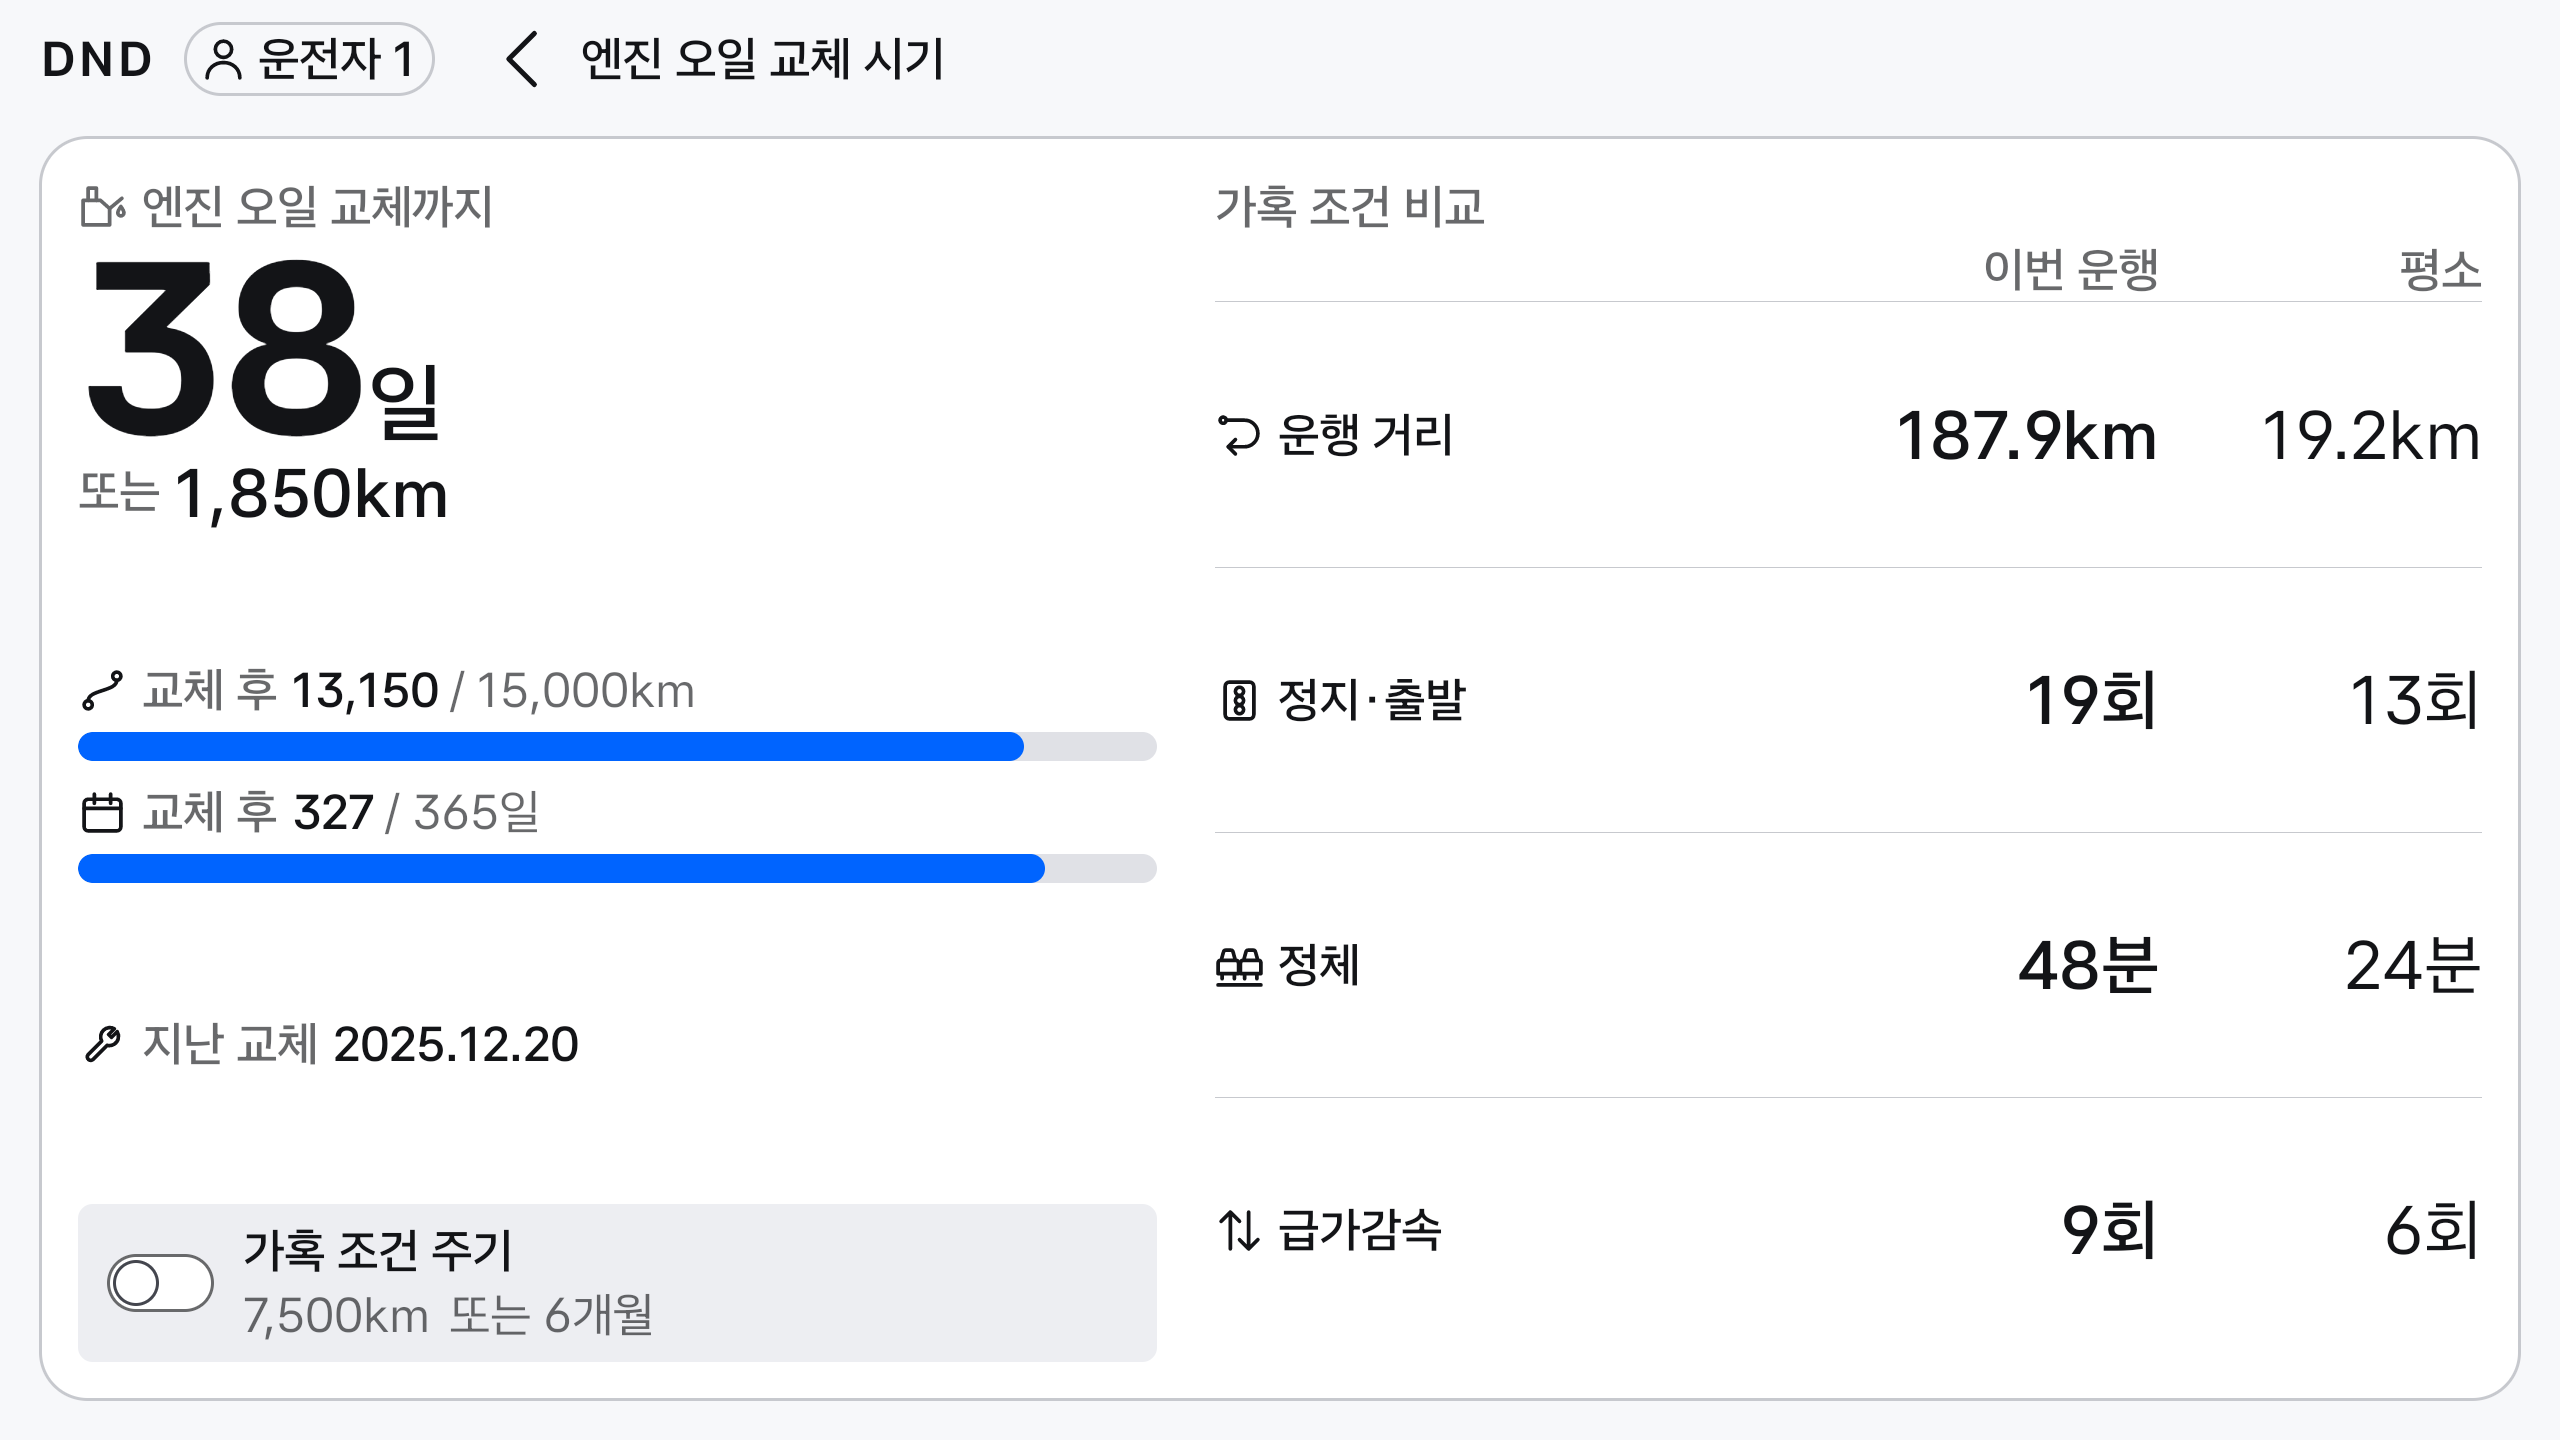 DND
운전자 1
엔진 오일 교체 시기
엔진 오일 교체까지
38일
또는 1,850km
교체 후 13,150 / 15,000km
교체 후 327 / 365일
지난 교체 2025.12.20
가혹 조건 주기
7,500km 또는 6개월
가혹 조건 비교
이번 운행 평소
운행 거리 187.9km 19.2km
정지·출발 19회 13회
정체 48분 24분
급가감속 9회 6회